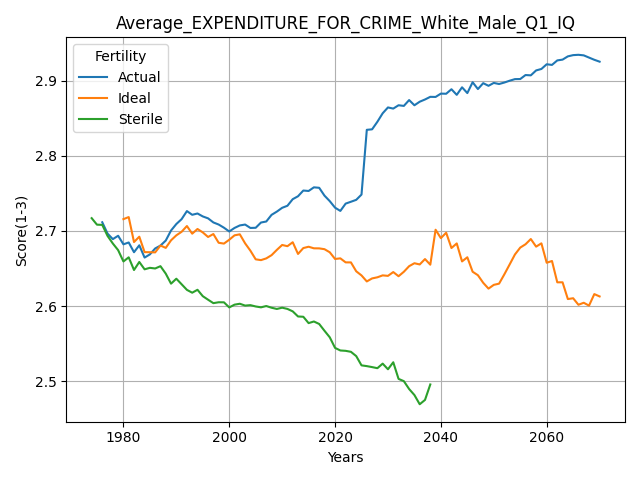 Average_EXPENDITURE_FOR_CRIME_White_Male_Q1_IQ
Fertility
Actual
Ideal
Sterile
Score(1-3)
2.9
2.8
2.7
2.6
2.5
1980 2000 2020 2040 2060
Years